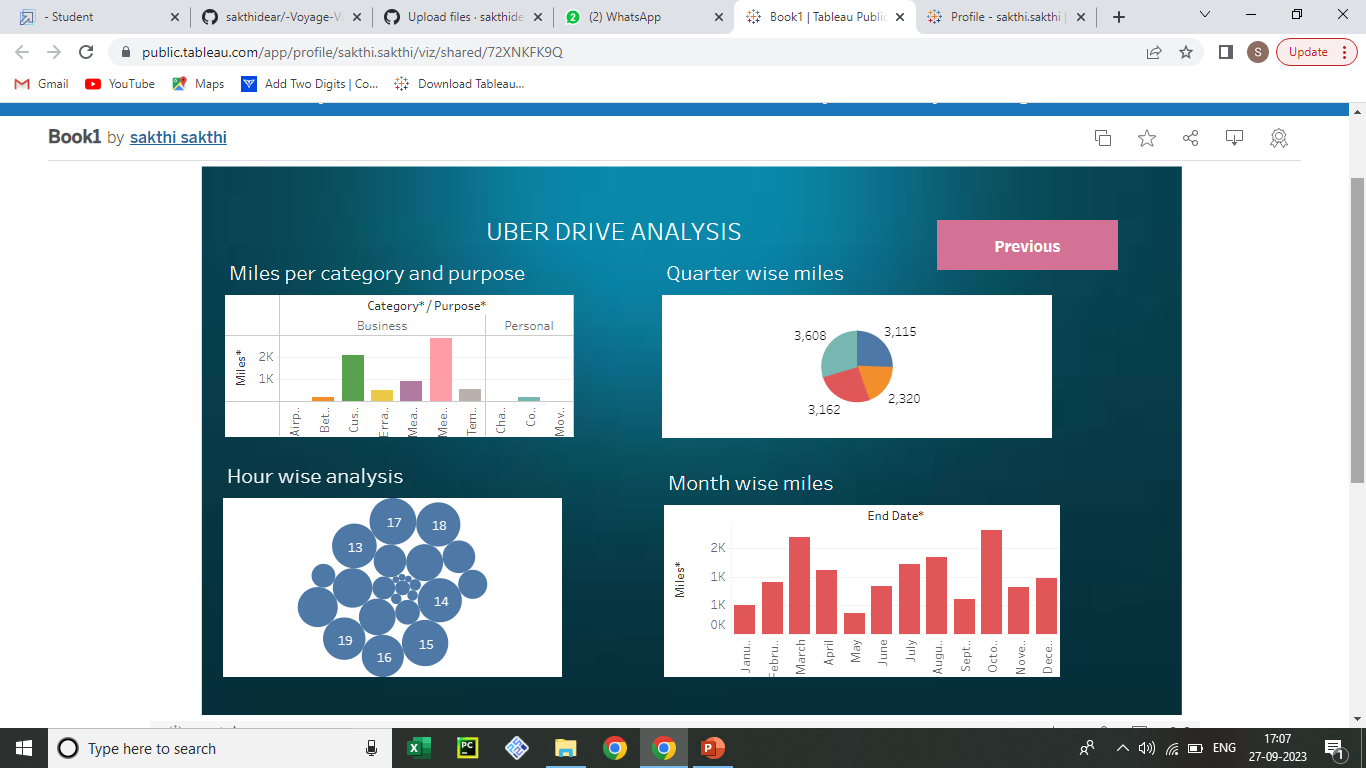 - Student
sakthidear/-Voyage-Vi
Upload files · sakthide
(2) WhatsApp
Book1 | Tableau Public
Profile - sakthi.sakthi |
public.tableau.com/app/profile/sakthi.sakthi/viz/shared/72XNKFK9Q
S
Update
Gmail
YouTube
Maps
Add Two Digits | Co...
Download Tableau...
Book1 by sakthi sakthi
UBER DRIVE ANALYSIS
Previous
Miles per category and purpose
Category* / Purpose*
Business
Personal
Miles*
2K
1K
Airp..
Bet..
Cus..
Erra..
Mea..
Mee..
Tem..
Cha..
Co..
Mov..
Quarter wise miles
3,608
3,115
3,162
2,320
Hour wise analysis
17
18
13
14
19
15
16
Month wise miles
End Date*
Miles*
2K
1K
1K
0K
Janu..
Febru..
March
April
May
June
July
Augu..
Sept..
Octo..
Nove..
Dece..
Type here to search
PC
ENG
17:07
27-09-2023
1